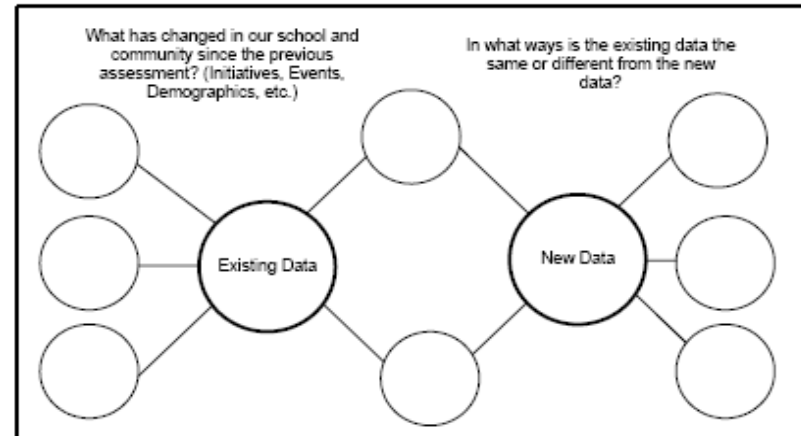 What has changed in our school and
community since the previous
assessment? (Initiatives, Events,
Demographics, etc.)
In what ways is the existing data the
same or different from the new
data?
Existing Data
New Data